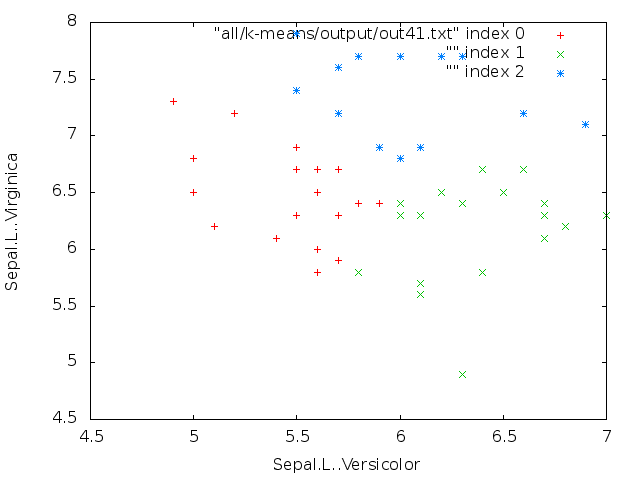 "all/k-means/output/out41.txt" index 0
"" index 1
"" index 2
8
7.5
7
6.5
6
5.5
5
4.5
4.5 5 5.5 6 6.5 7
Sepal.L..Virginica
Sepal.L..Versicolor